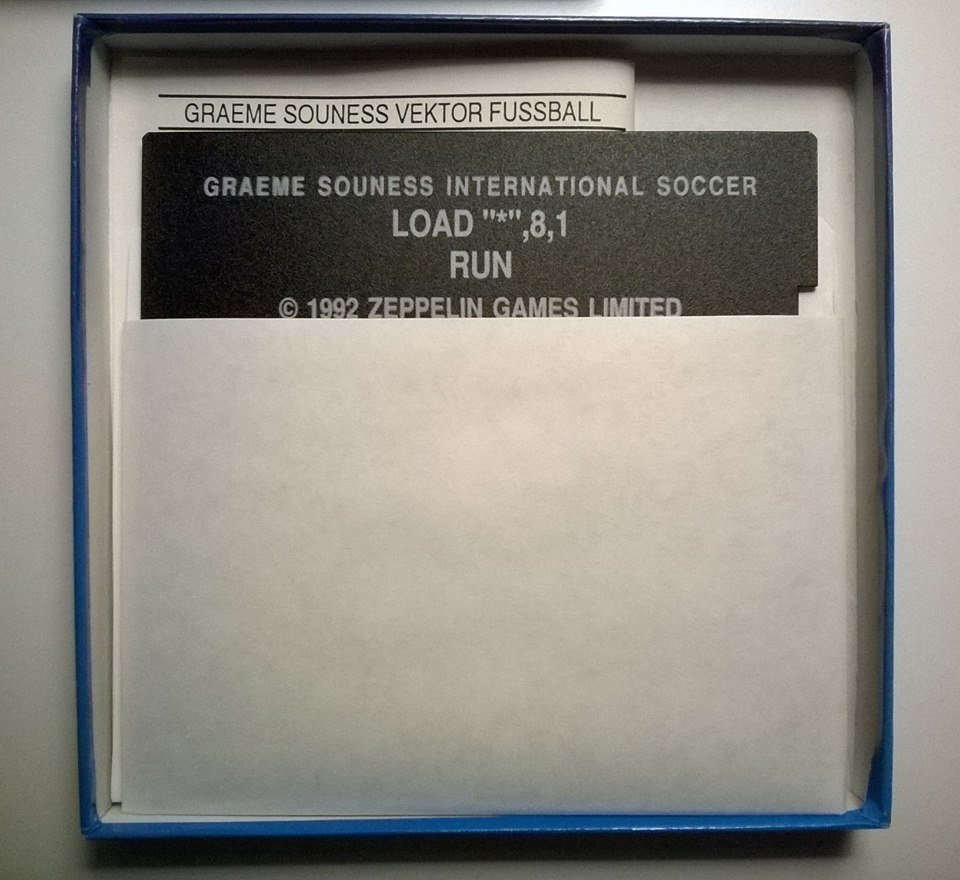 GRAEME SOUNESS VEKTOR FUSSBALL
GRAEME SOUNESS INTERNATIONAL SOCCER
LOAD "*",8,1
RUN
© 1992 ZEPPELIN GAMES LIMITED